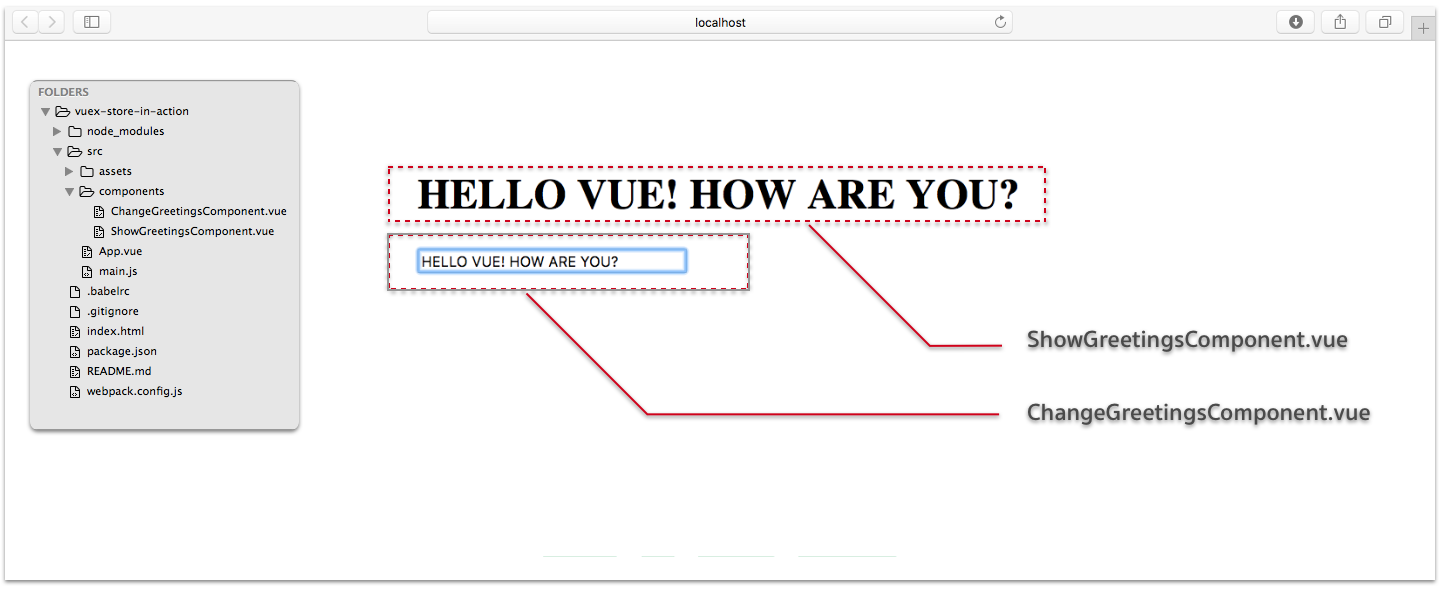 localhost
FOLDERS
vuex-store-in-action
node_modules
src
assets
components
ChangeGreetingsComponent.vue
ShowGreetingsComponent.vue
App.vue
main.js
.babelrc
.gitignore
index.html
package.json
README.md
webpack.config.js
HELLO VUE! HOW ARE YOU?
HELLO VUE! HOW ARE YOU?
ShowGreetingsComponent.vue
ChangeGreetingsComponent.vue